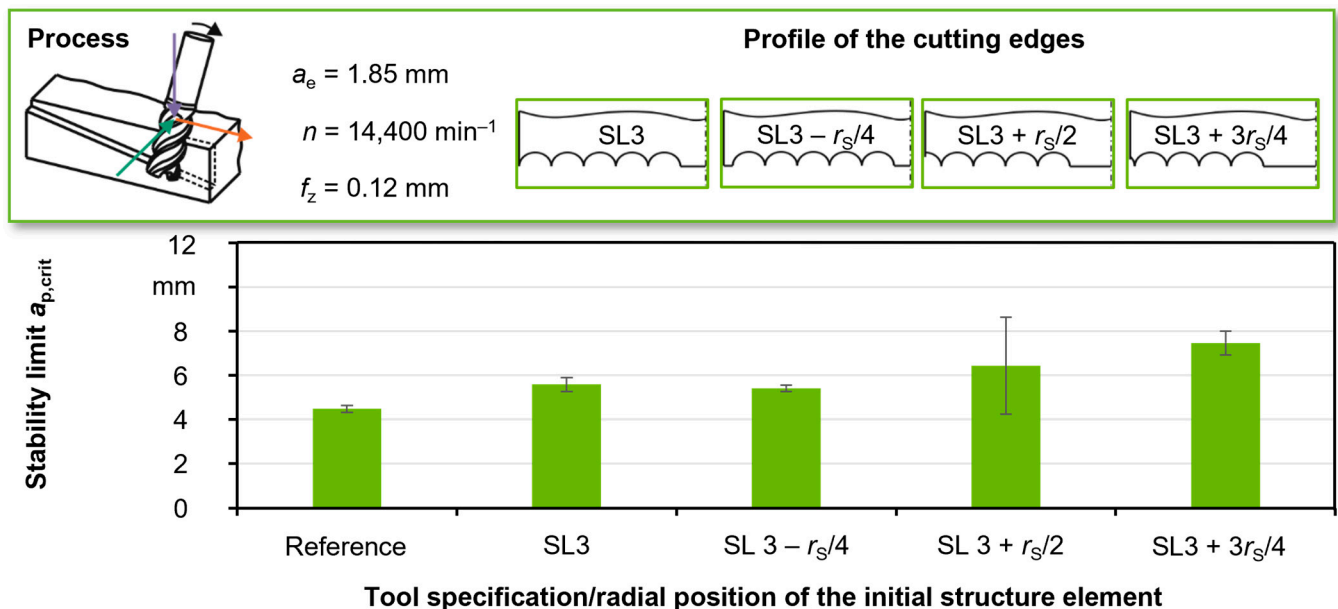 Process
a_e = 1.85 mm
n = 14,400 min⁻¹
f_z = 0.12 mm
Profile of the cutting edges
SL3
SL3 – r_S/4
SL3 + r_S/2
SL3 + 3r_S/4
Stability limit a_p,crit
12
mm
8
6
4
2
0
Reference
SL3
SL 3 – r_S/4
SL 3 + r_S/2
SL3 + 3r_S/4
Tool specification/radial position of the initial structure element